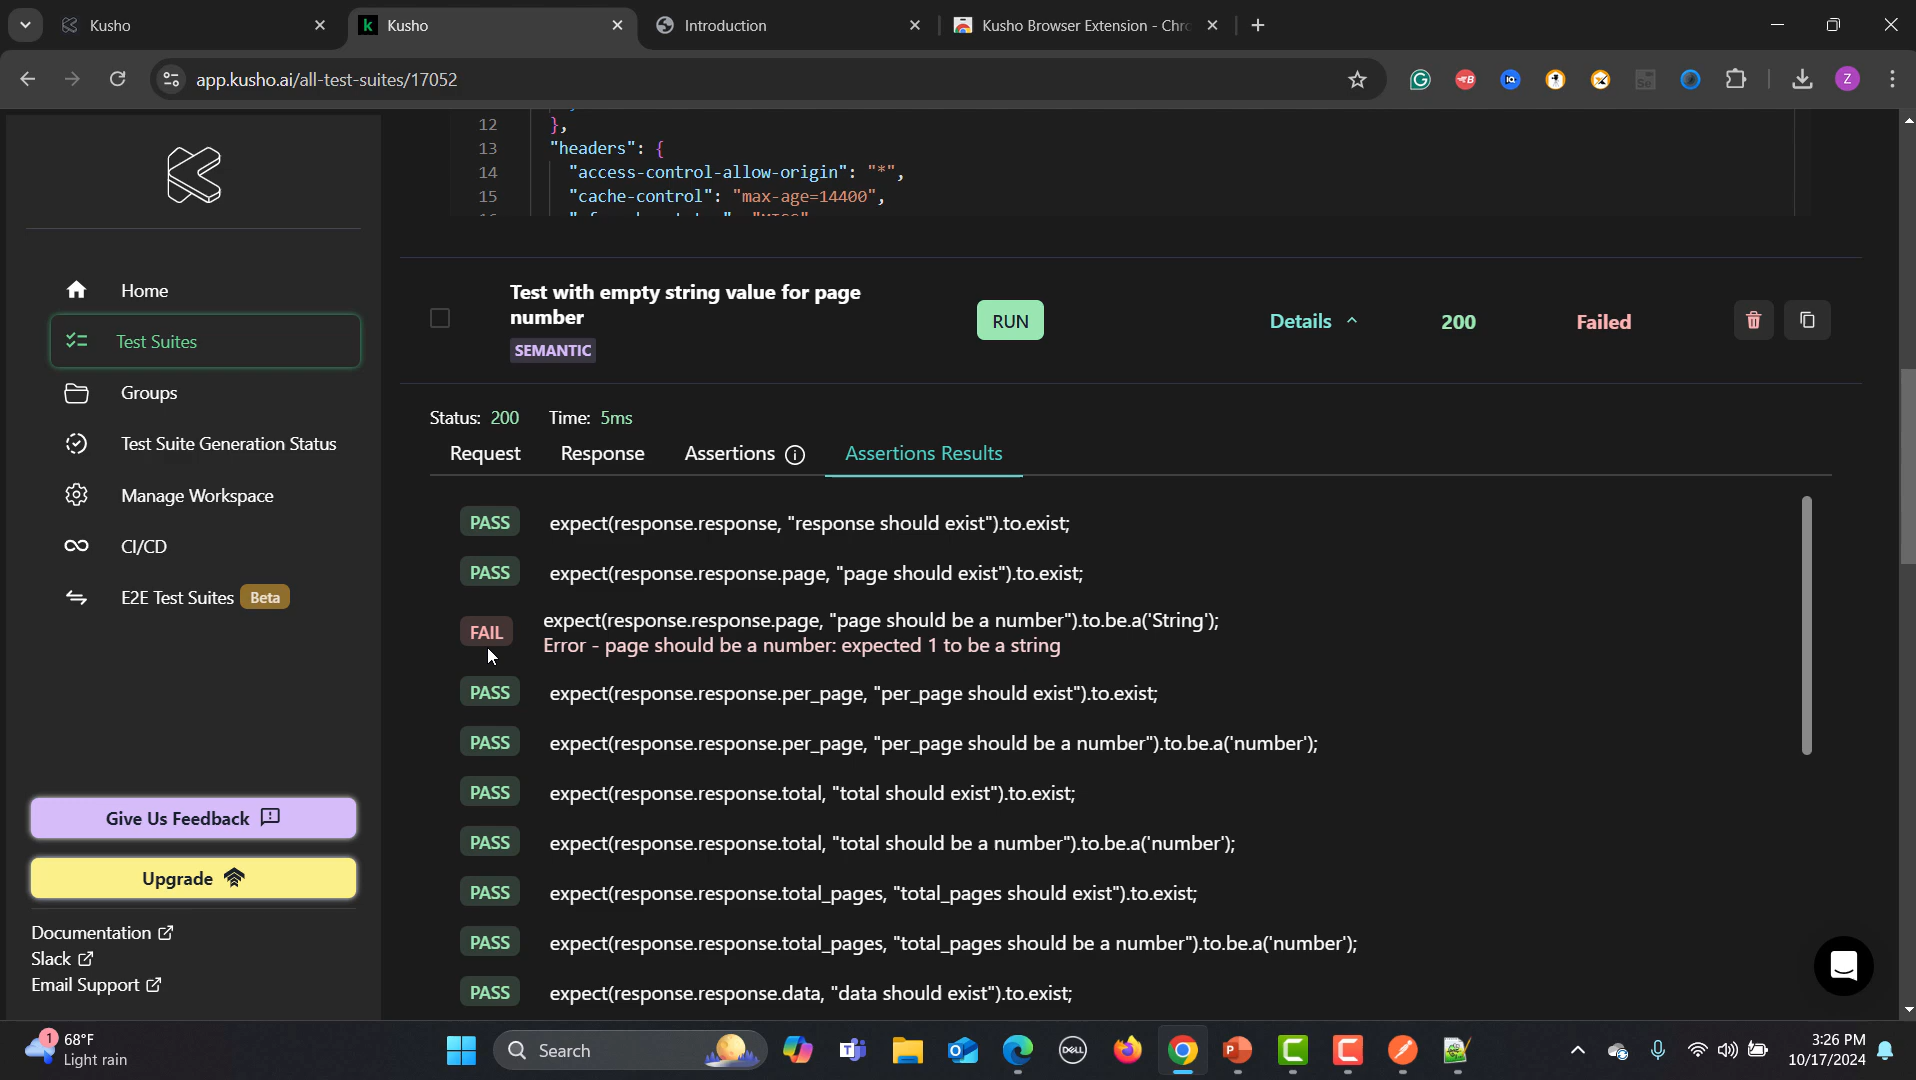 Kusho
Kusho
Introduction
Kusho Browser Extension - Chr
app.kusho.ai/all-test-suites/17052
Z
12 },
13 "headers": {
14 "access-control-allow-origin": "*",
15 "cache-control": "max-age=14400",
Home
Test Suites
Groups
Test Suite Generation Status
Manage Workspace
CI/CD
E2E Test Suites Beta
Give Us Feedback
Upgrade
Documentation
Slack
Email Support
Test with empty string value for page
number
SEMANTIC
RUN
Details
200
Failed
Status: 200 Time: 5ms
Request Response Assertions Assertions Results
PASS expect(response.response, "response should exist").to.exist;
PASS expect(response.response.page, "page should exist").to.exist;
FAIL expect(response.response.page, "page should be a number").to.be.a('String');
Error - page should be a number: expected 1 to be a string
PASS expect(response.response.per_page, "per_page should exist").to.exist;
PASS expect(response.response.per_page, "per_page should be a number").to.be.a('number');
PASS expect(response.response.total, "total should exist").to.exist;
PASS expect(response.response.total, "total should be a number").to.be.a('number');
PASS expect(response.response.total_pages, "total_pages should exist").to.exist;
PASS expect(response.response.total_pages, "total_pages should be a number").to.be.a('number');
PASS expect(response.response.data, "data should exist").to.exist;
1
68°F
Light rain
Search
DELL
3:26 PM
10/17/2024